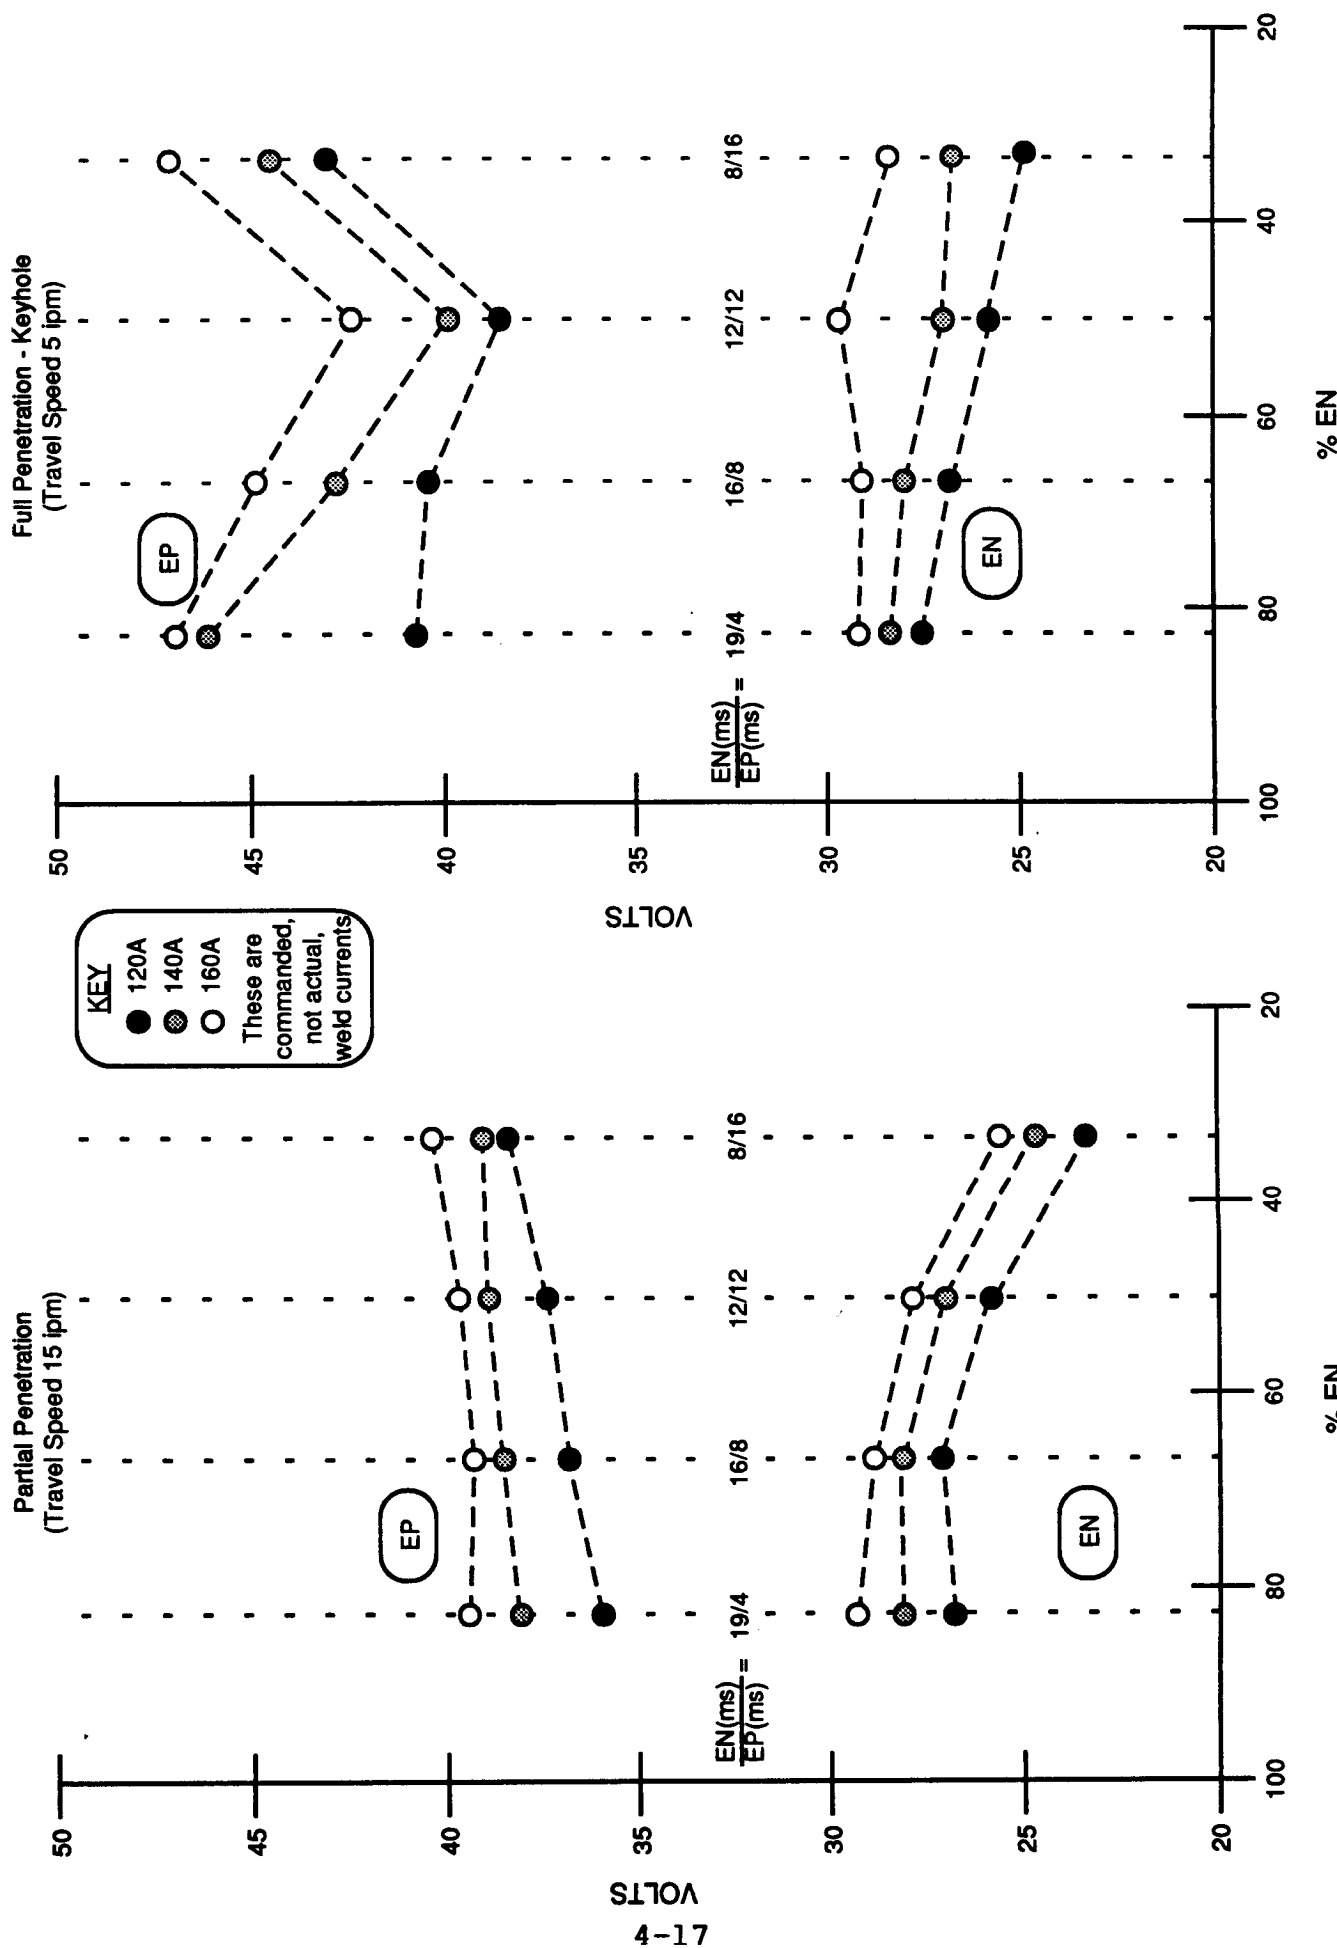 Partial Penetration
(Travel Speed 15 ipm)
50
45
40
35
30
25
20
VOLTS
EP
EN
EN(ms)
EP(ms)
= 19/4
16/8
12/12
8/16
100
80
60
40
20
% EN
KEY
120A
140A
160A
These are
commanded,
not actual,
weld currents
Full Penetration - Keyhole
(Travel Speed 5 ipm)
50
45
40
35
30
25
20
VOLTS
EP
EN
EN(ms)
EP(ms)
= 19/4
16/8
12/12
8/16
100
80
60
40
20
% EN
4-17